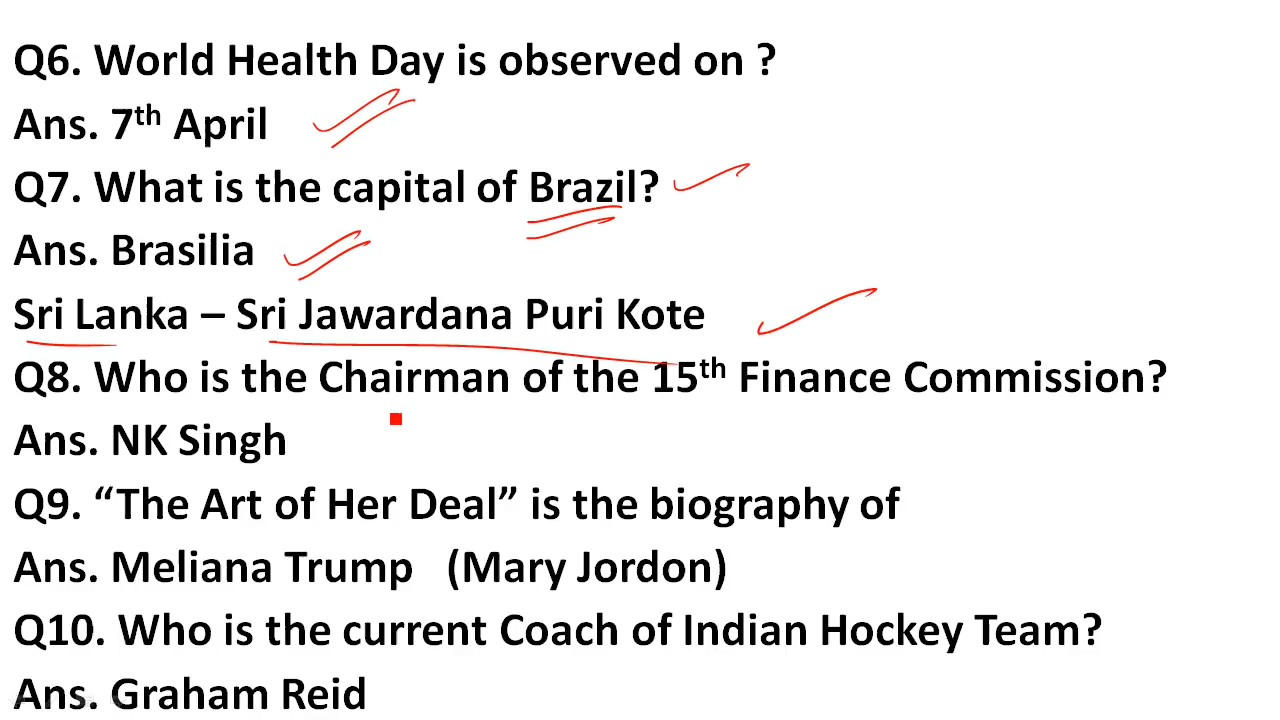 Q6. World Health Day is observed on ?
Ans. 7th April
Q7. What is the capital of Brazil?
Ans. Brasilia
Sri Lanka – Sri Jawardana Puri Kote
Q8. Who is the Chairman of the 15th Finance Commission?
Ans. NK Singh
Q9. “The Art of Her Deal” is the biography of
Ans. Meliana Trump (Mary Jordon)
Q10. Who is the current Coach of Indian Hockey Team?
Ans. Graham Reid